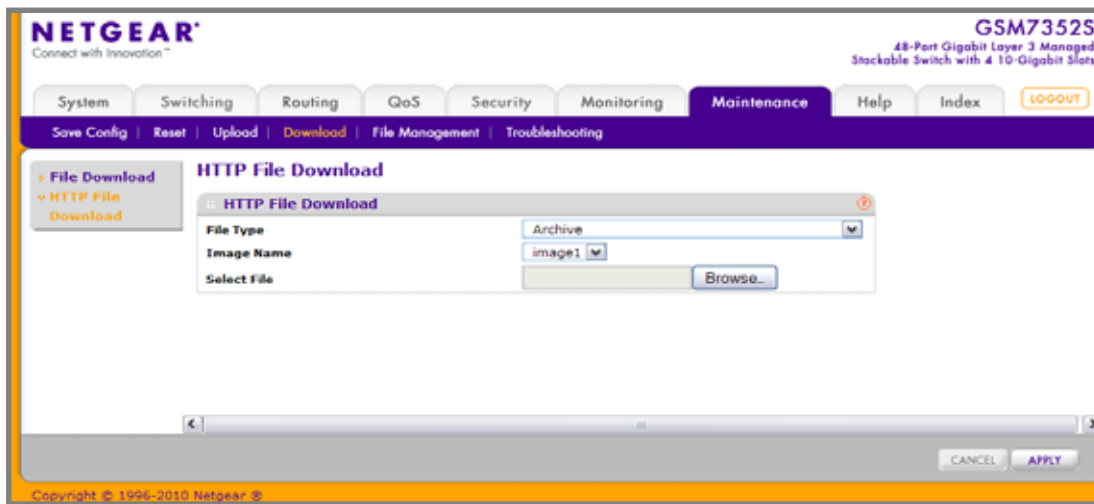 NETGEAR®
Connect with Innovation™
GSM7352S
48-Port Gigabit Layer 3 Managed
Stackable Switch with 4 10-Gigabit Slots
System Switching Routing QoS Security Monitoring Maintenance Help Index LOGOUT
Save Config | Reset | Upload | Download | File Management | Troubleshooting
File Download
HTTP File
Download
HTTP File Download
HTTP File Download
File Type Archive
Image Name image1
Select File Browse...
CANCEL APPLY
Copyright © 1996-2010 Netgear ®